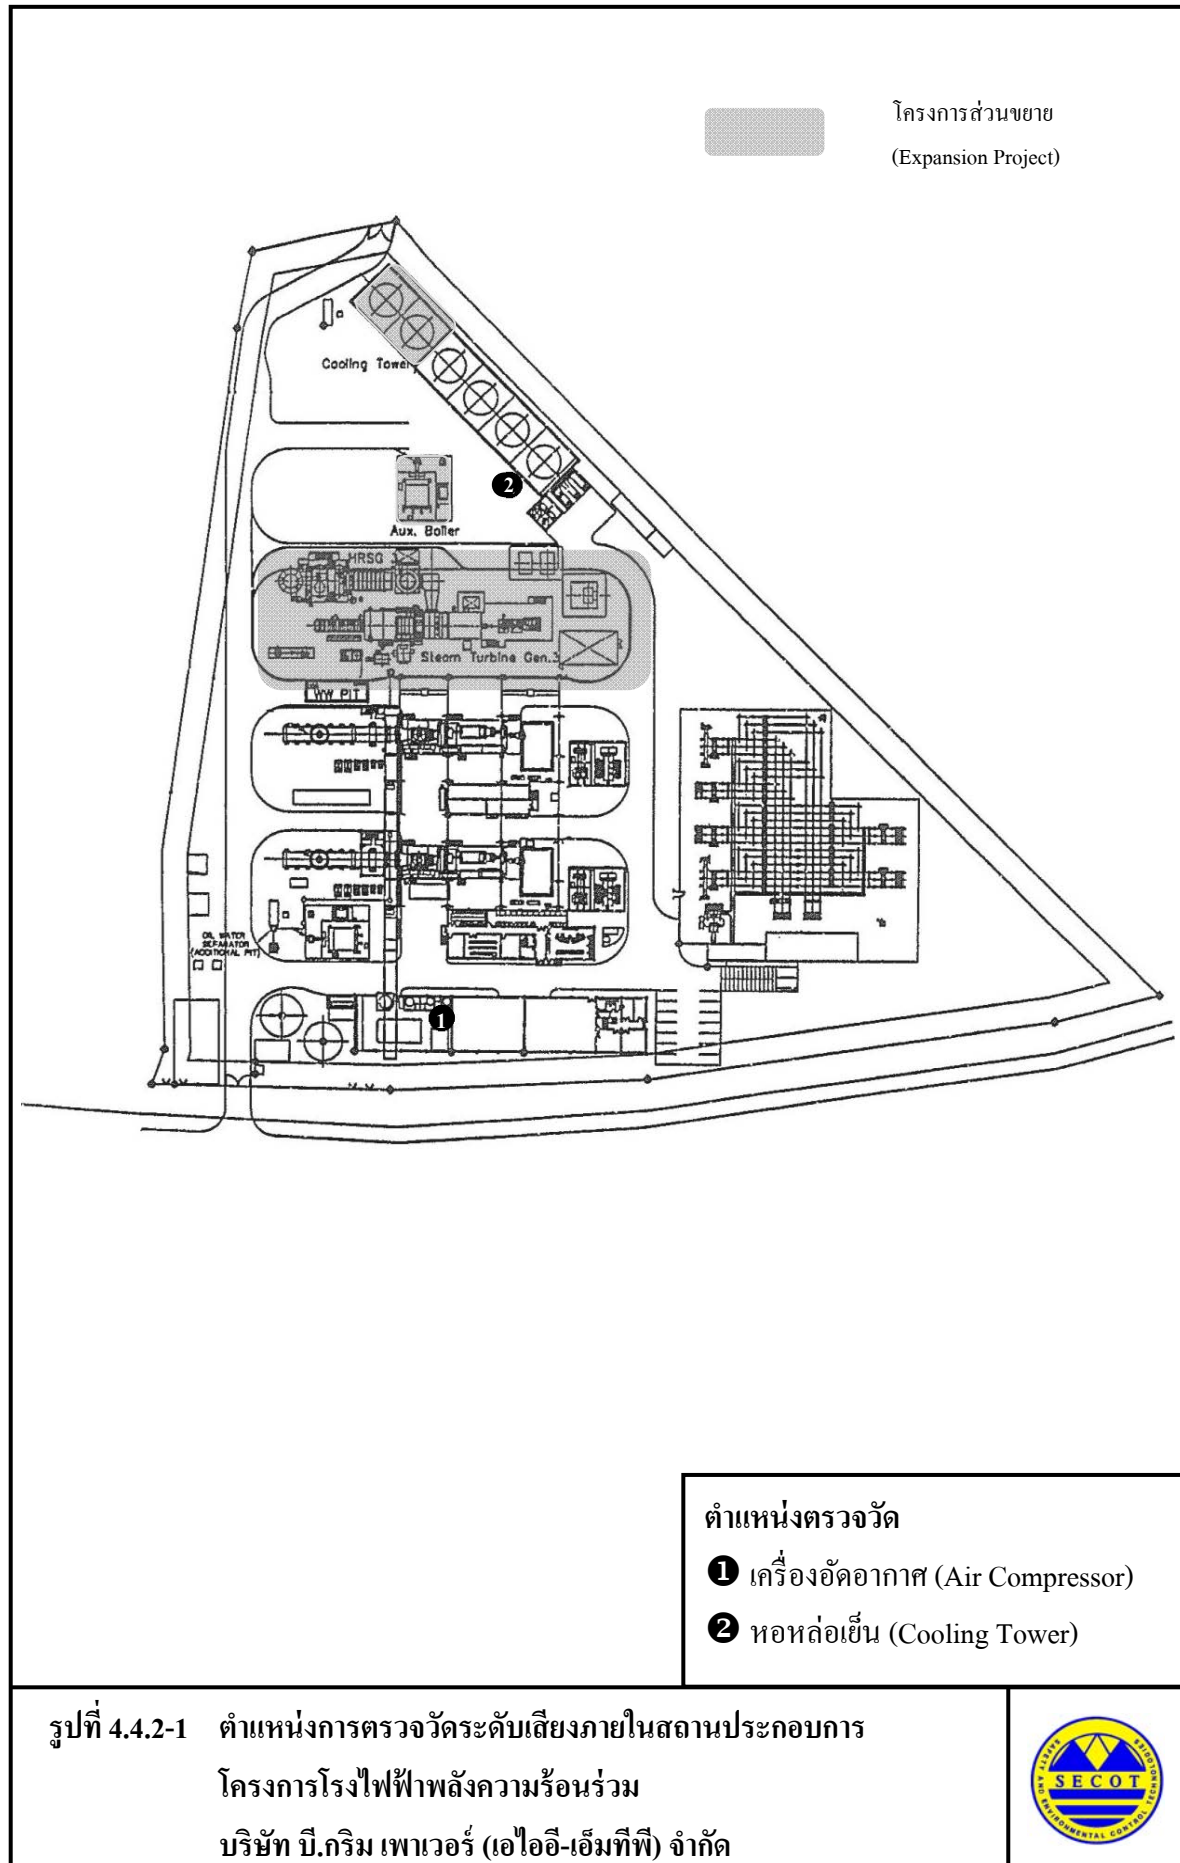 โครงการส่วนขยาย
(Expansion Project)
Cooling Tower
2
Aux. Boiler
HRSG 3
Steam Turbine Gen.3
WW PIT
OIL WATER
SEPARATOR
(ADDITIONAL PIT)
1
ตำแหน่งตรวจวัด
❶ เครื่องอัดอากาศ (Air Compressor)
❷ หอหล่อเย็น (Cooling Tower)
รูปที่ 4.4.2-1 ตำแหน่งการตรวจวัดระดับเสียงภายในสถานประกอบการ
โครงการโรงไฟฟ้าพลังความร้อนร่วม
บริษัท บี.กริม เพาเวอร์ (เอไออี-เอ็มทีพี) จำกัด
SECOT
SAFETY AND ENVIRONMENTAL CONTROL TECHNOLOGIES